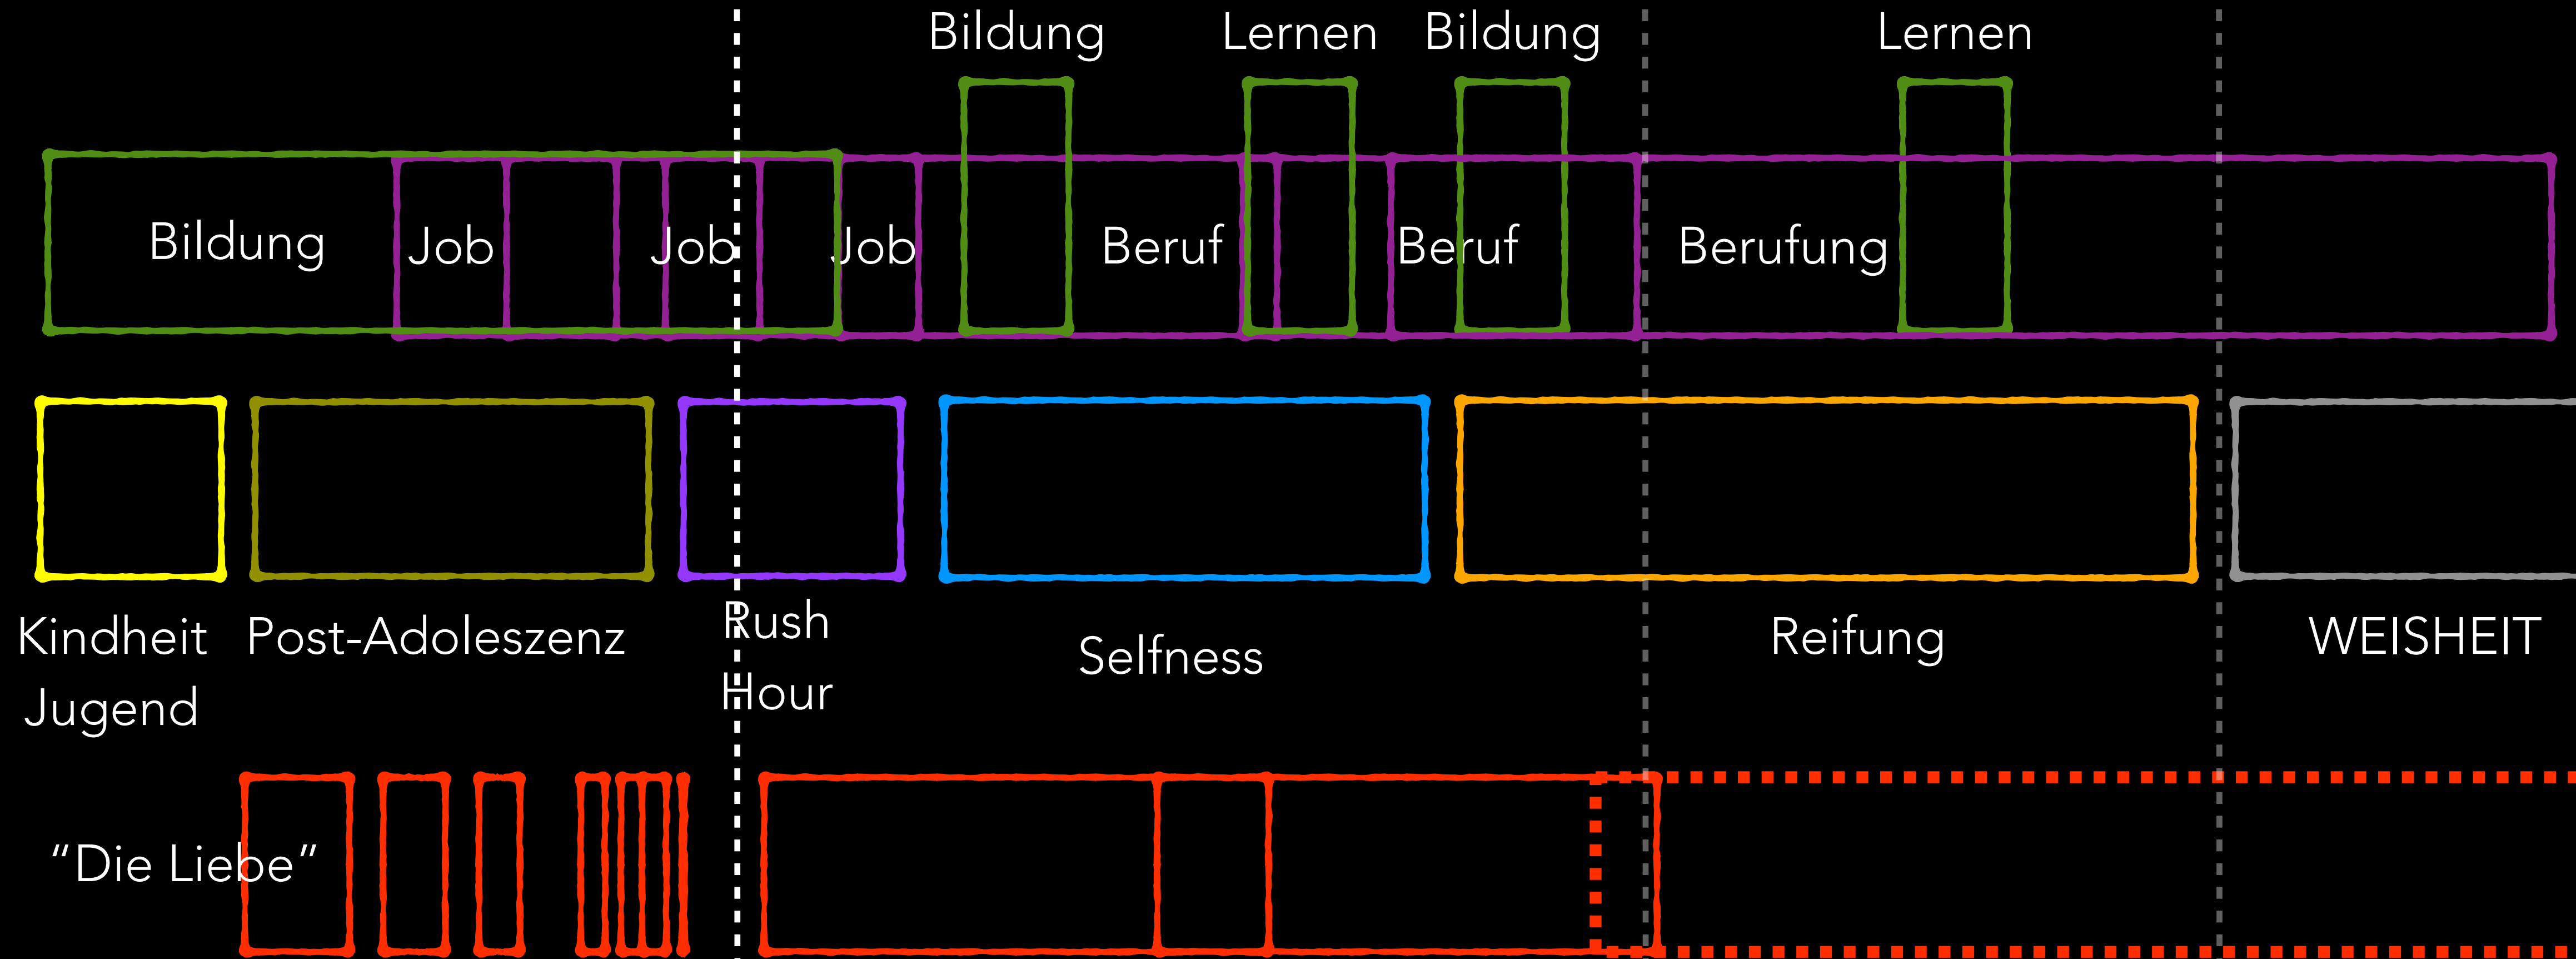 Bildung Lernen Bildung Lernen
Bildung Job Job Job Beruf Beruf Berufung
Kindheit
Jugend
Post-Adoleszenz
Rush
Hour
Selfness
Reifung
WEISHEIT
“Die Liebe”